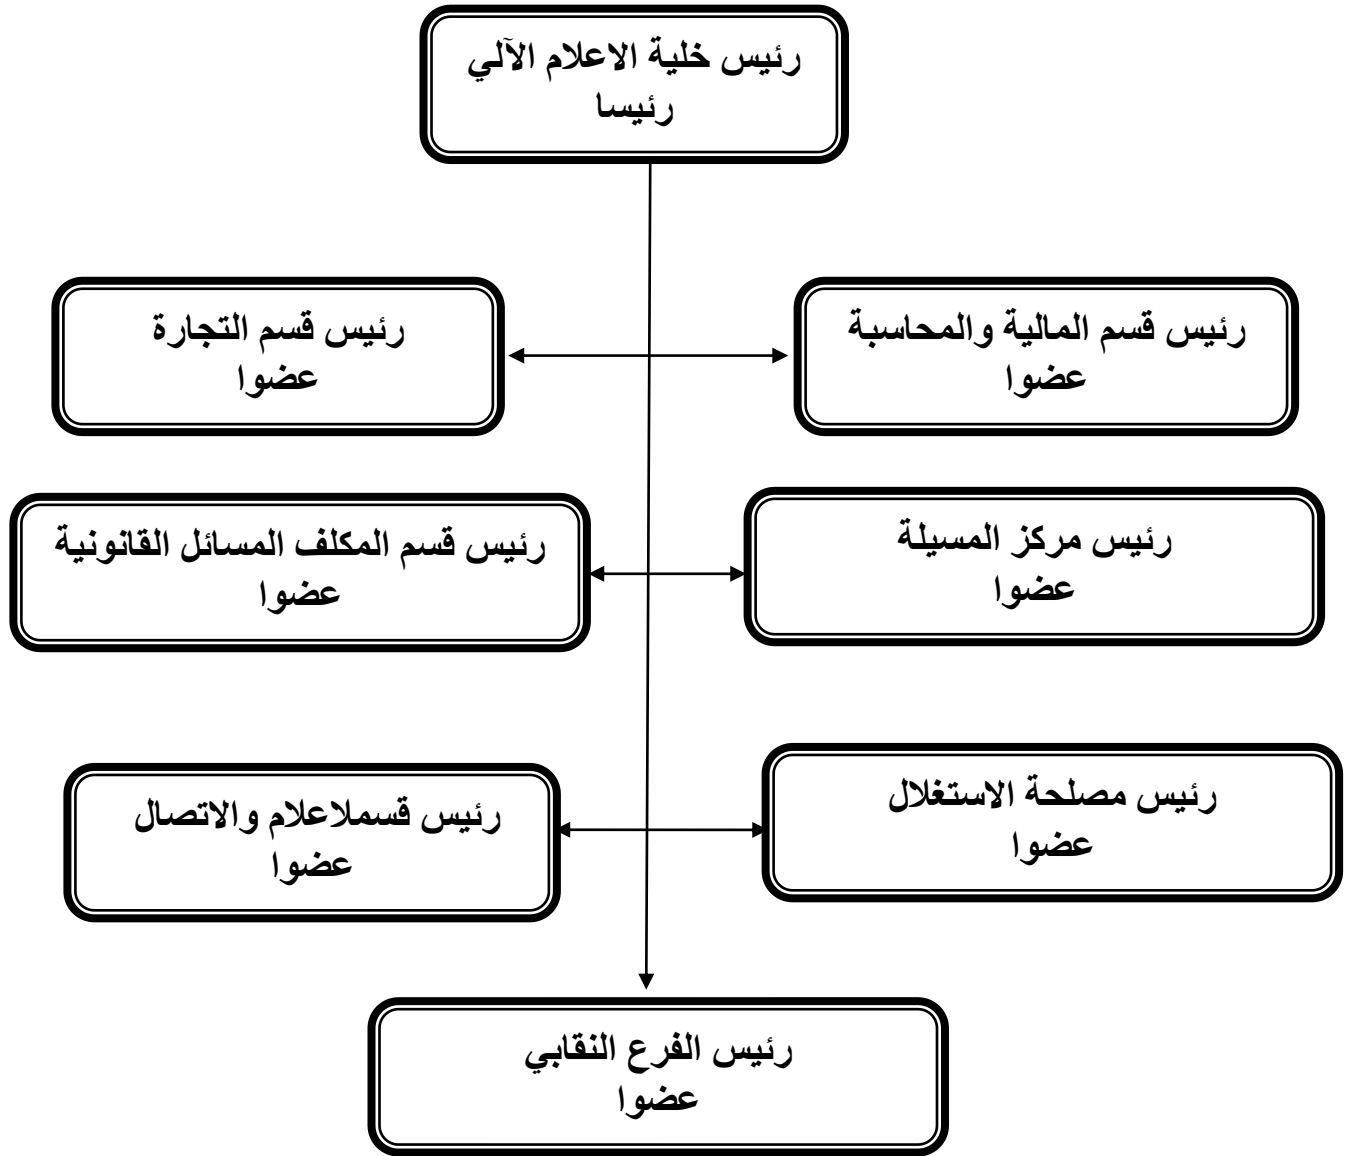 رئيس خلية الاعلام الآلي
رئيسا
رئيس قسم المالية والمحاسبة
عضوا
رئيس قسم التجارة
عضوا
رئيس مركز المسيلة
عضوا
رئيس قسم المكلف المسائل القانونية
عضوا
رئيس مصلحة الاستغلال
عضوا
رئيس قسملاعلام والاتصال
عضوا
رئيس الفرع النقابي
عضوا